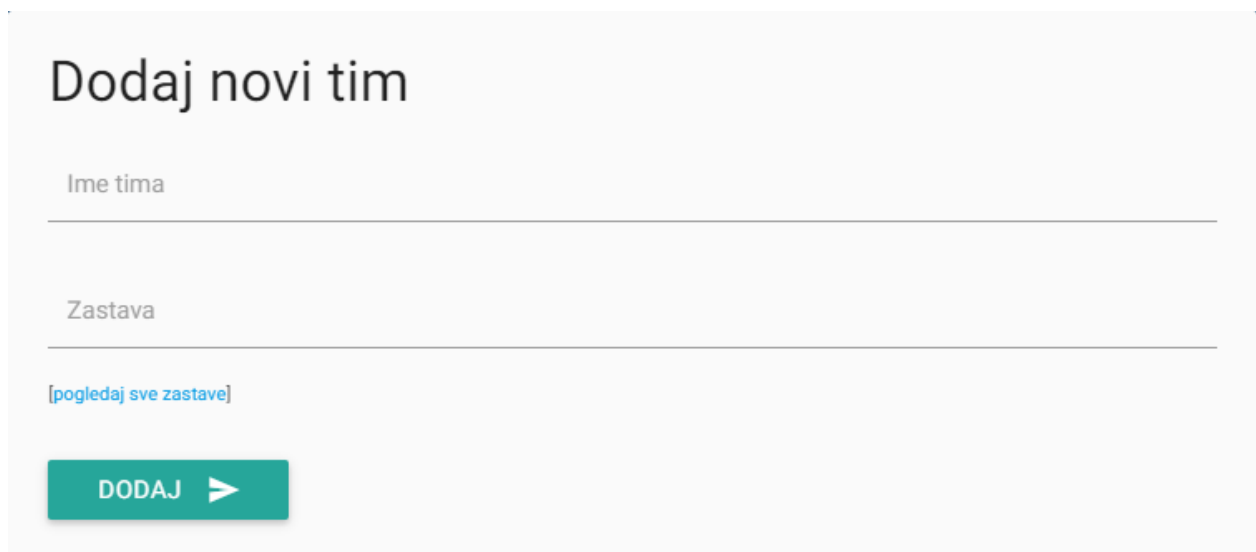 Dodaj novi tim
Ime tima
Zastava
[pogledaj sve zastave]
DODAJ